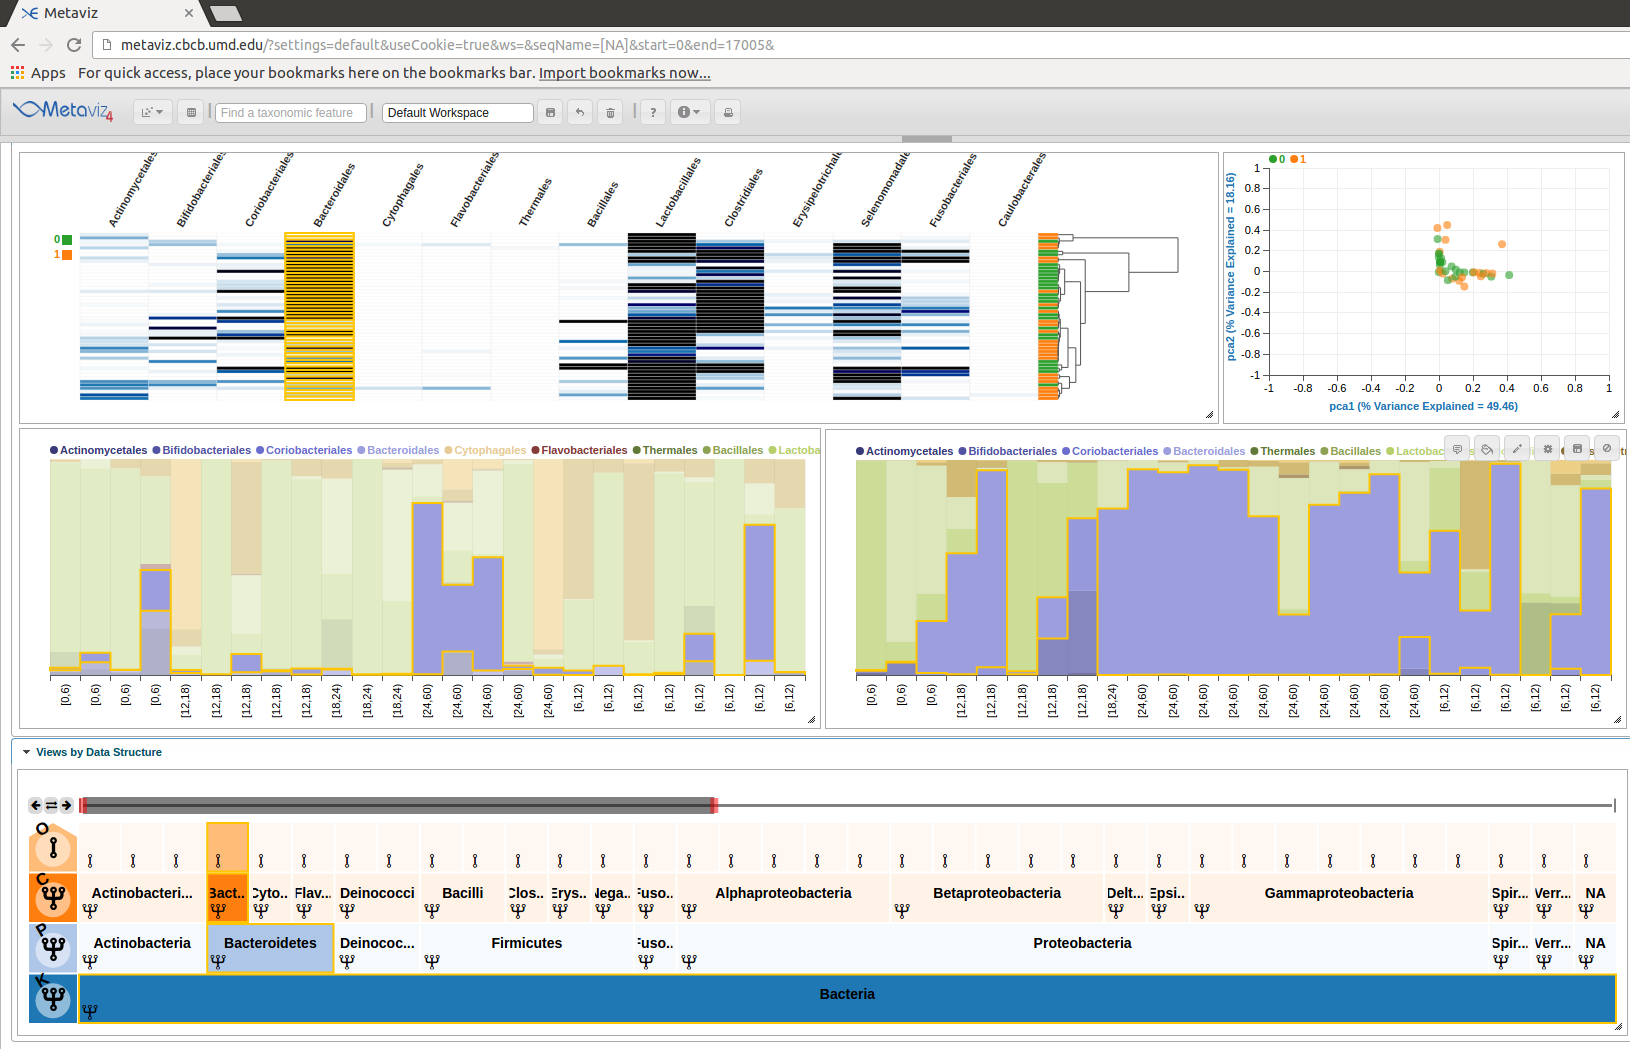 Metaviz
metaviz.cbcb.umd.edu/?settings=default&useCookie=true&ws=&seqName=[NA]&start=0&end=17005&
Apps For quick access, place your bookmarks here on the bookmarks bar. Import bookmarks now...
Metaviz4 Find a taxonomic feature Default Workspace ?
Actinomycetales Bifidobacteriales Coriobacteriales Bacteroidales Cytophagales Flavobacteriales Thermales Bacillales Lactobacillales Clostridiales Erysipelotrichale Selenomonadale Fusobacteriales Caulobacterales
0
1
0 1
pca2 (% Variance Explained = 18.16)
1
0.8
0.6
0.4
0.2
0
-0.2
-0.4
-0.6
-0.8
-1
-1 -0.8 -0.6 -0.4 -0.2 0 0.2 0.4 0.6 0.8 1
pca1 (% Variance Explained = 49.46)
Actinomycetales Bifidobacteriales Coriobacteriales Bacteroidales Cytophagales Flavobacteriales Thermales Bacillales Lactoba
[0,6) [0,6) [0,6) [0,6) [12,18) [12,18) [12,18) [12,18) [12,18) [18,24) [18,24) [18,24) [24,60) [24,60) [24,60) [24,60) [24,60) [6,12) [6,12) [6,12) [6,12) [6,12) [6,12) [6,12) [6,12)
Actinomycetales Bifidobacteriales Coriobacteriales Bacteroidales Thermales Bacillales Lactobac
[0,6) [0,6) [0,6) [12,18) [12,18) [12,18) [12,18) [12,18) [18,24) [24,60) [24,60) [24,60) [24,60) [24,60) [24,60) [24,60) [24,60) [24,60) [24,60) [6,12) [6,12) [6,12) [6,12) [6,12) [6,12)
Views by Data Structure
O
C Actinobacteri... Bact.. Cyto.. Flav.. Deinococci Bacilli Clos.. Erys.. Nega.. Fuso.. Alphaproteobacteria Betaproteobacteria Delt... Epsi.. Gammaproteobacteria Spir... Verr... NA
P Actinobacteria Bacteroidetes Deinococ... Firmicutes Fuso.. Proteobacteria Spir... Verr... NA
K Bacteria